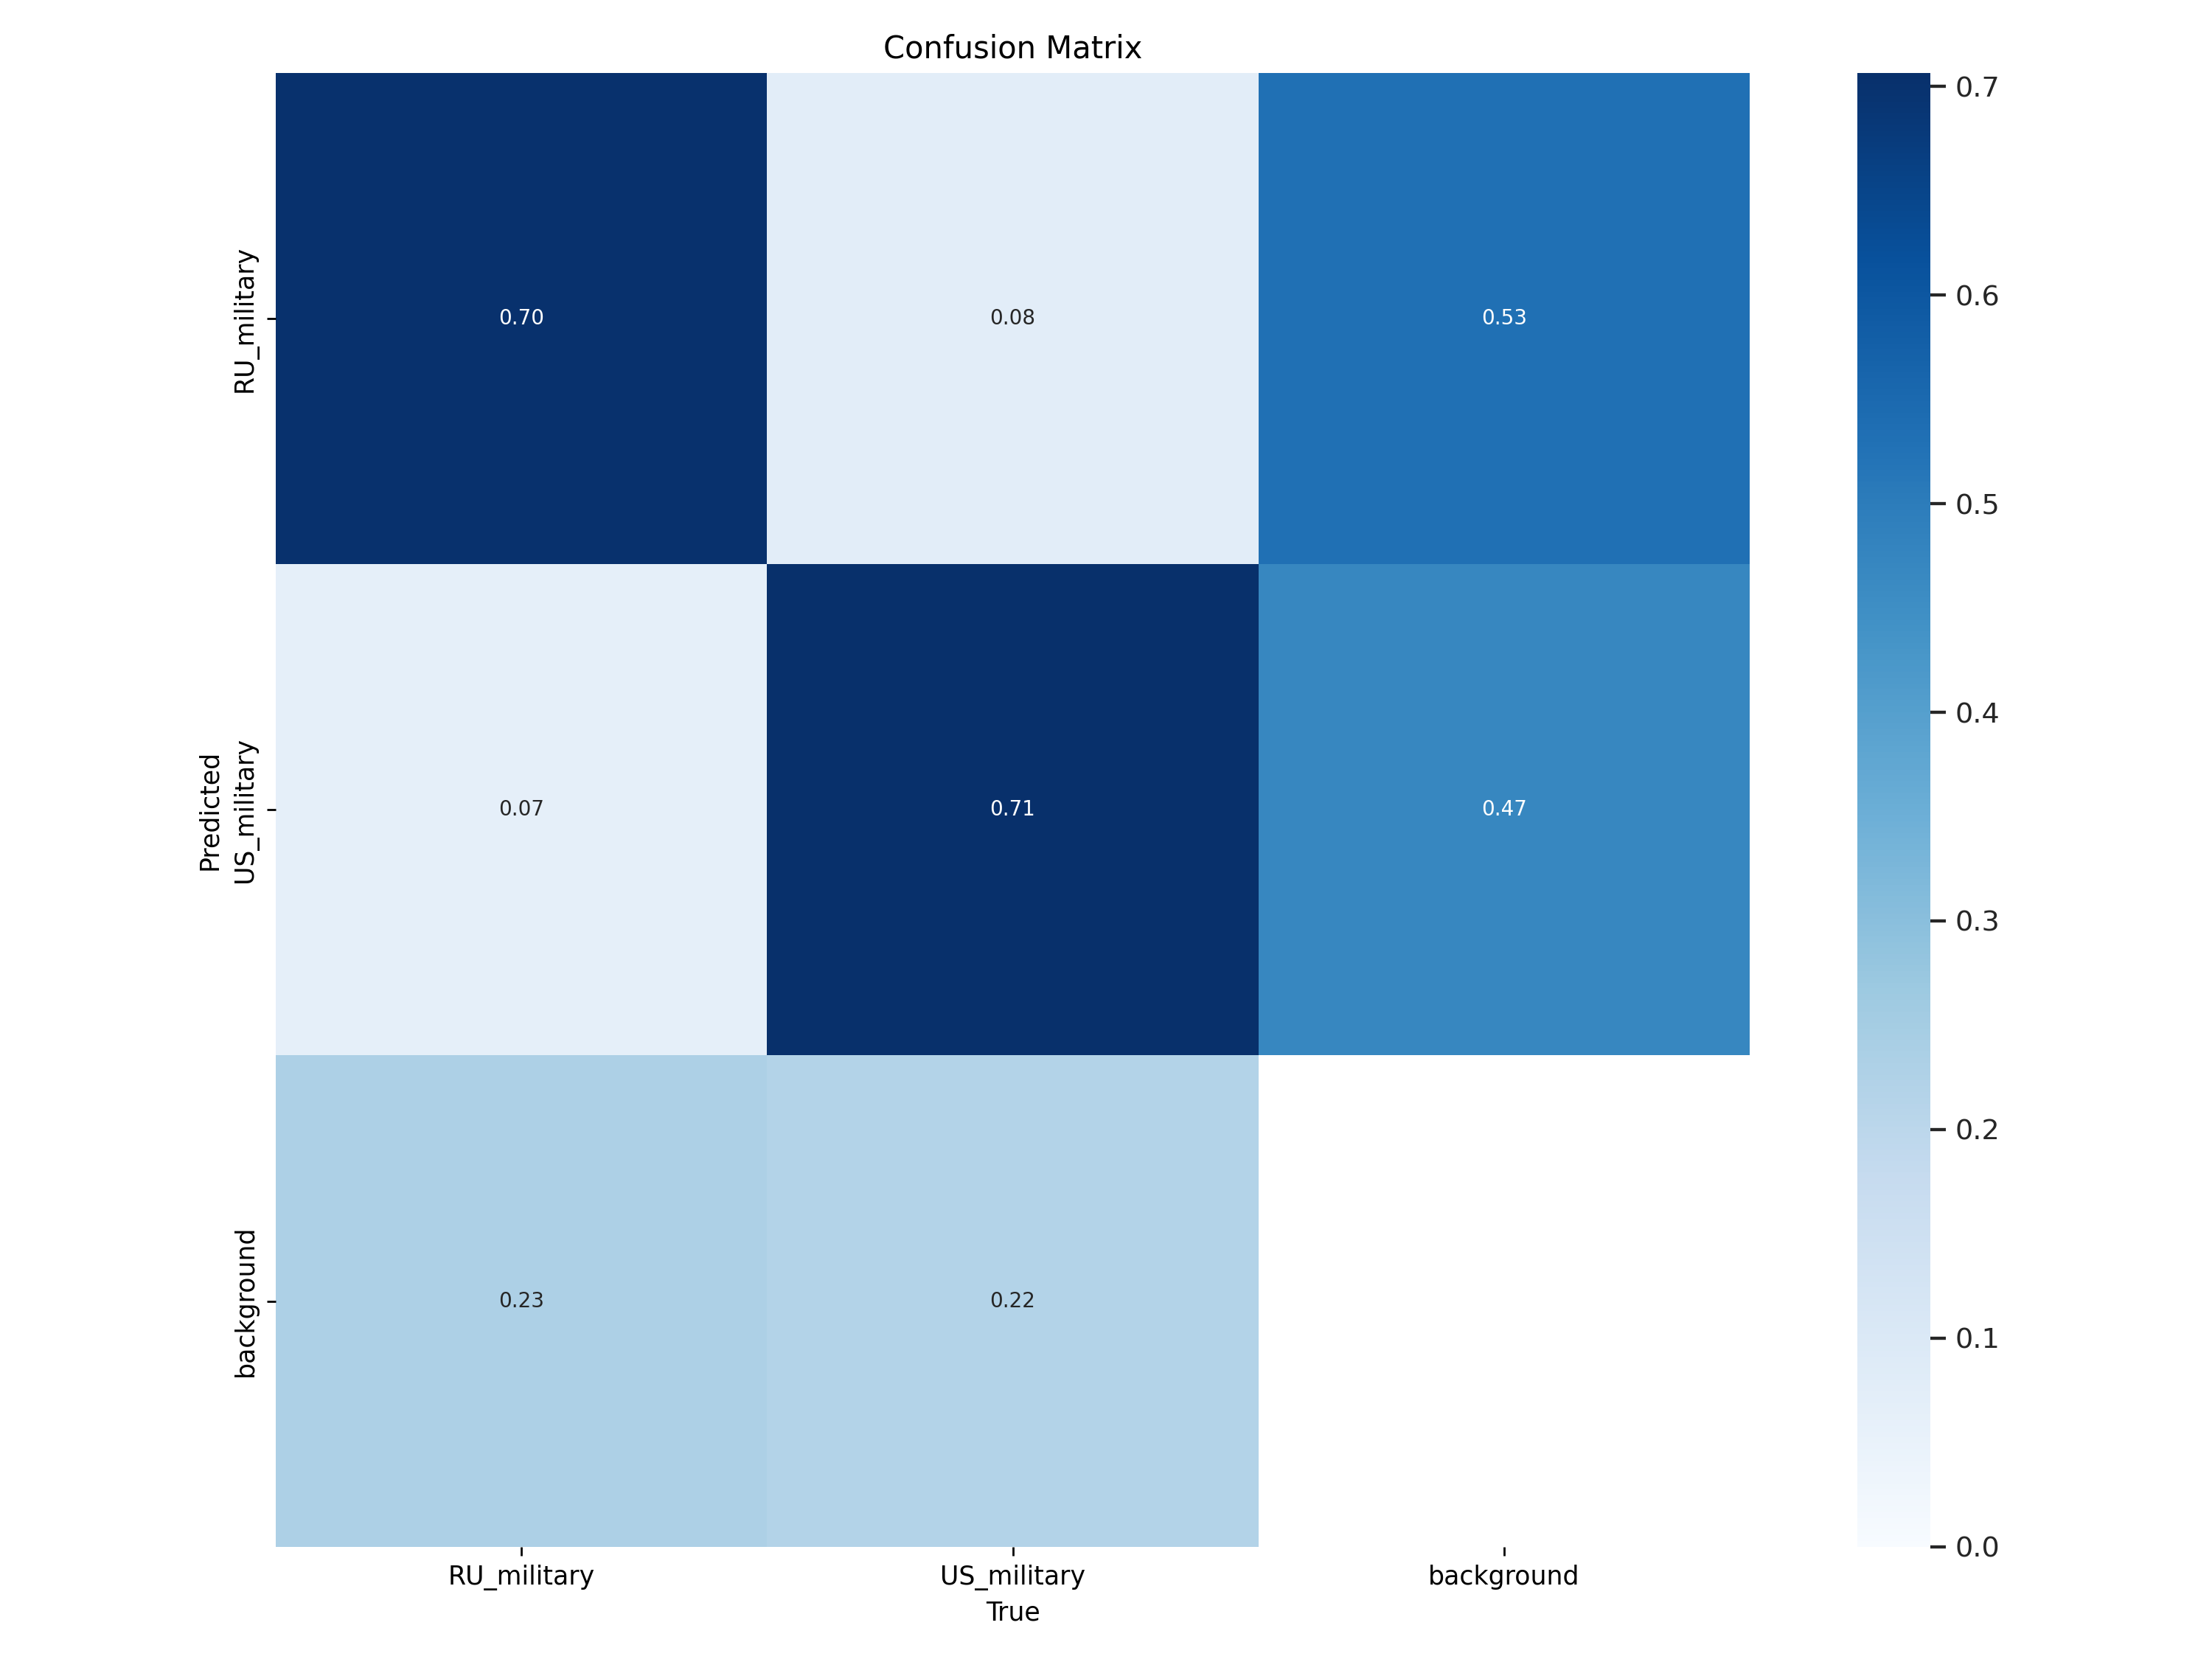 Confusion Matrix
RU_military
0.70
0.08
0.53
Predicted
US_military
0.07
0.71
0.47
background
0.23
0.22
RU_military
US_military
background
True
0.7
0.6
0.5
0.4
0.3
0.2
0.1
0.0